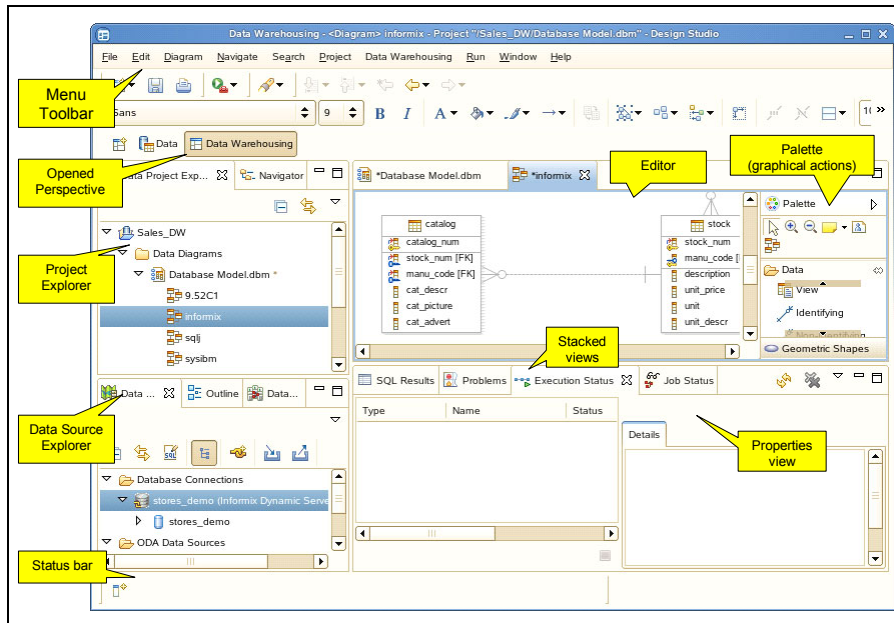 Data Warehousing - <Diagram> informix - Project "/Sales_DW/Database Model.dbm" - Design Studio
File Edit Diagram Navigate Search Project Data Warehousing Run Window Help
Menu
Toolbar
9
B I A
Data
Data Warehousing
Opened
Perspective
Data Project Exp...
Navigator
*Database Model.dbm
*informix
Editor
Palette
(graphical actions)
Sales_DW
Data Diagrams
Database Model.dbm *
9.52C1
informix
sqlj
sysibm
Project
Explorer
catalog
catalog_num
stock_num [FK]
manu_code [FK]
cat_descr
cat_picture
cat_advert
stock
stock_num
manu_code [
description
unit_price
unit
unit_descr
Palette
Data
View
Identifying
Non-identifying
Geometric Shapes
Stacked
views
Data ...
Outline
Data...
Data Source
Explorer
SQL
Database Connections
stores_demo (Informix Dynamic Serve
stores_demo
ODA Data Sources
SQL Results
Problems
Execution Status
Job Status
Type Name Status
Details
Properties
view
Status bar